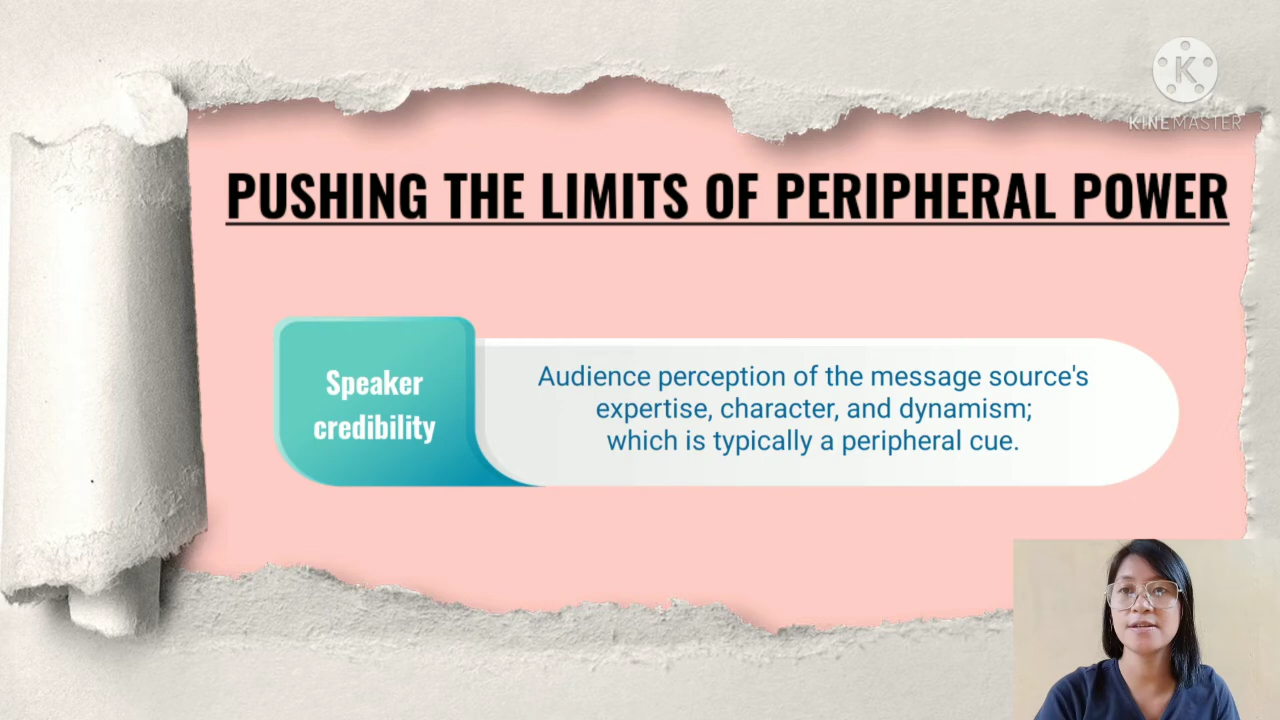 K
KINEMASTER
PUSHING THE LIMITS OF PERIPHERAL POWER
Speaker
credibility
Audience perception of the message source's
expertise, character, and dynamism;
which is typically a peripheral cue.